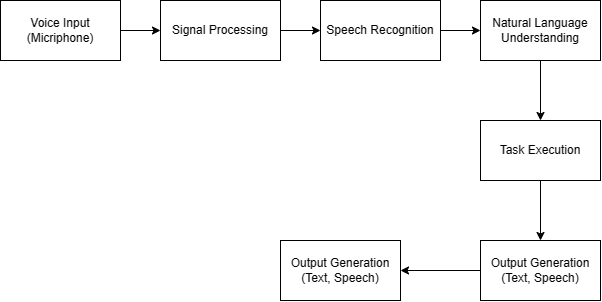 Voice Input
(Micriphone)
Signal Processing
Speech Recognition
Natural Language
Understanding
Task Execution
Output Generation
(Text, Speech)
Output Generation
(Text, Speech)